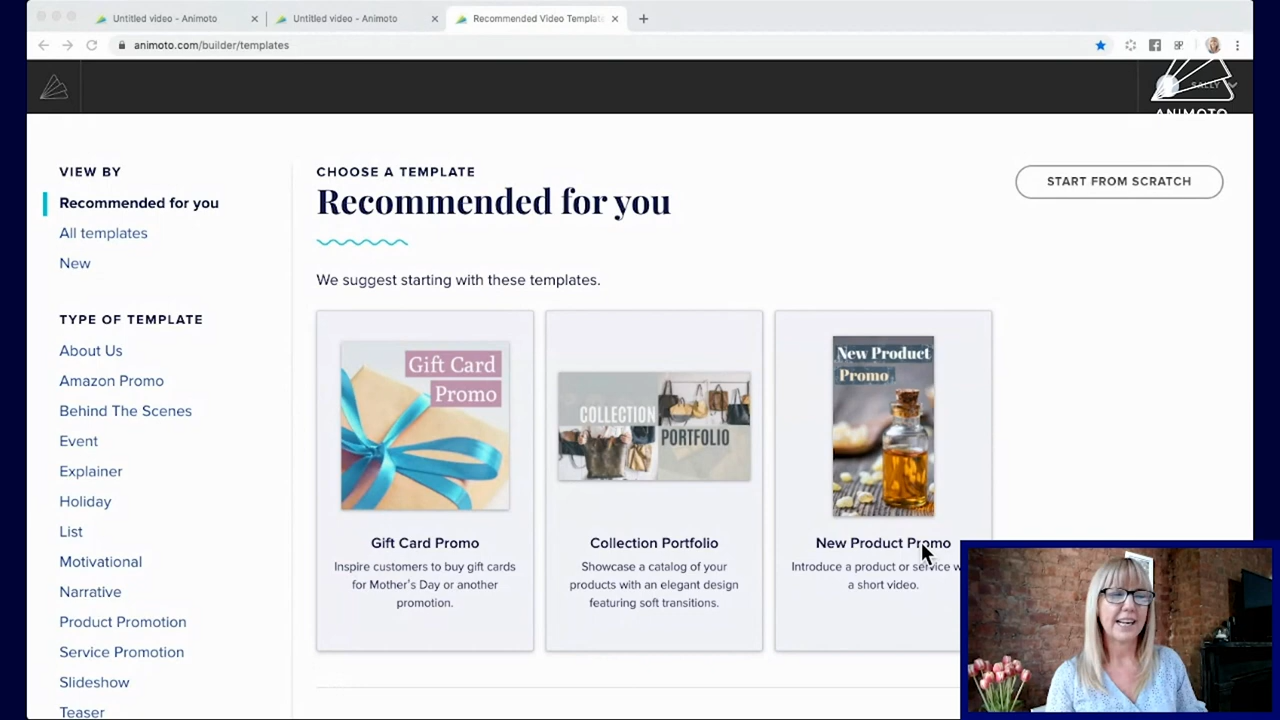 Untitled video - Animoto
Untitled video - Animoto
Recommended Video Templat
animoto.com/builder/templates
SALLY
ANIMOTO
VIEW BY
Recommended for you
All templates
New
TYPE OF TEMPLATE
About Us
Amazon Promo
Behind The Scenes
Event
Explainer
Holiday
List
Motivational
Narrative
Product Promotion
Service Promotion
Slideshow
Teaser
CHOOSE A TEMPLATE
Recommended for you
START FROM SCRATCH
We suggest starting with these templates.
Gift Card
Promo
Gift Card Promo
Inspire customers to buy gift cards
for Mother's Day or another
promotion.
COLLECTION
PORTFOLIO
Collection Portfolio
Showcase a catalog of your
products with an elegant design
featuring soft transitions.
New Product
Promo
New Product Promo
Introduce a product or service w
a short video.